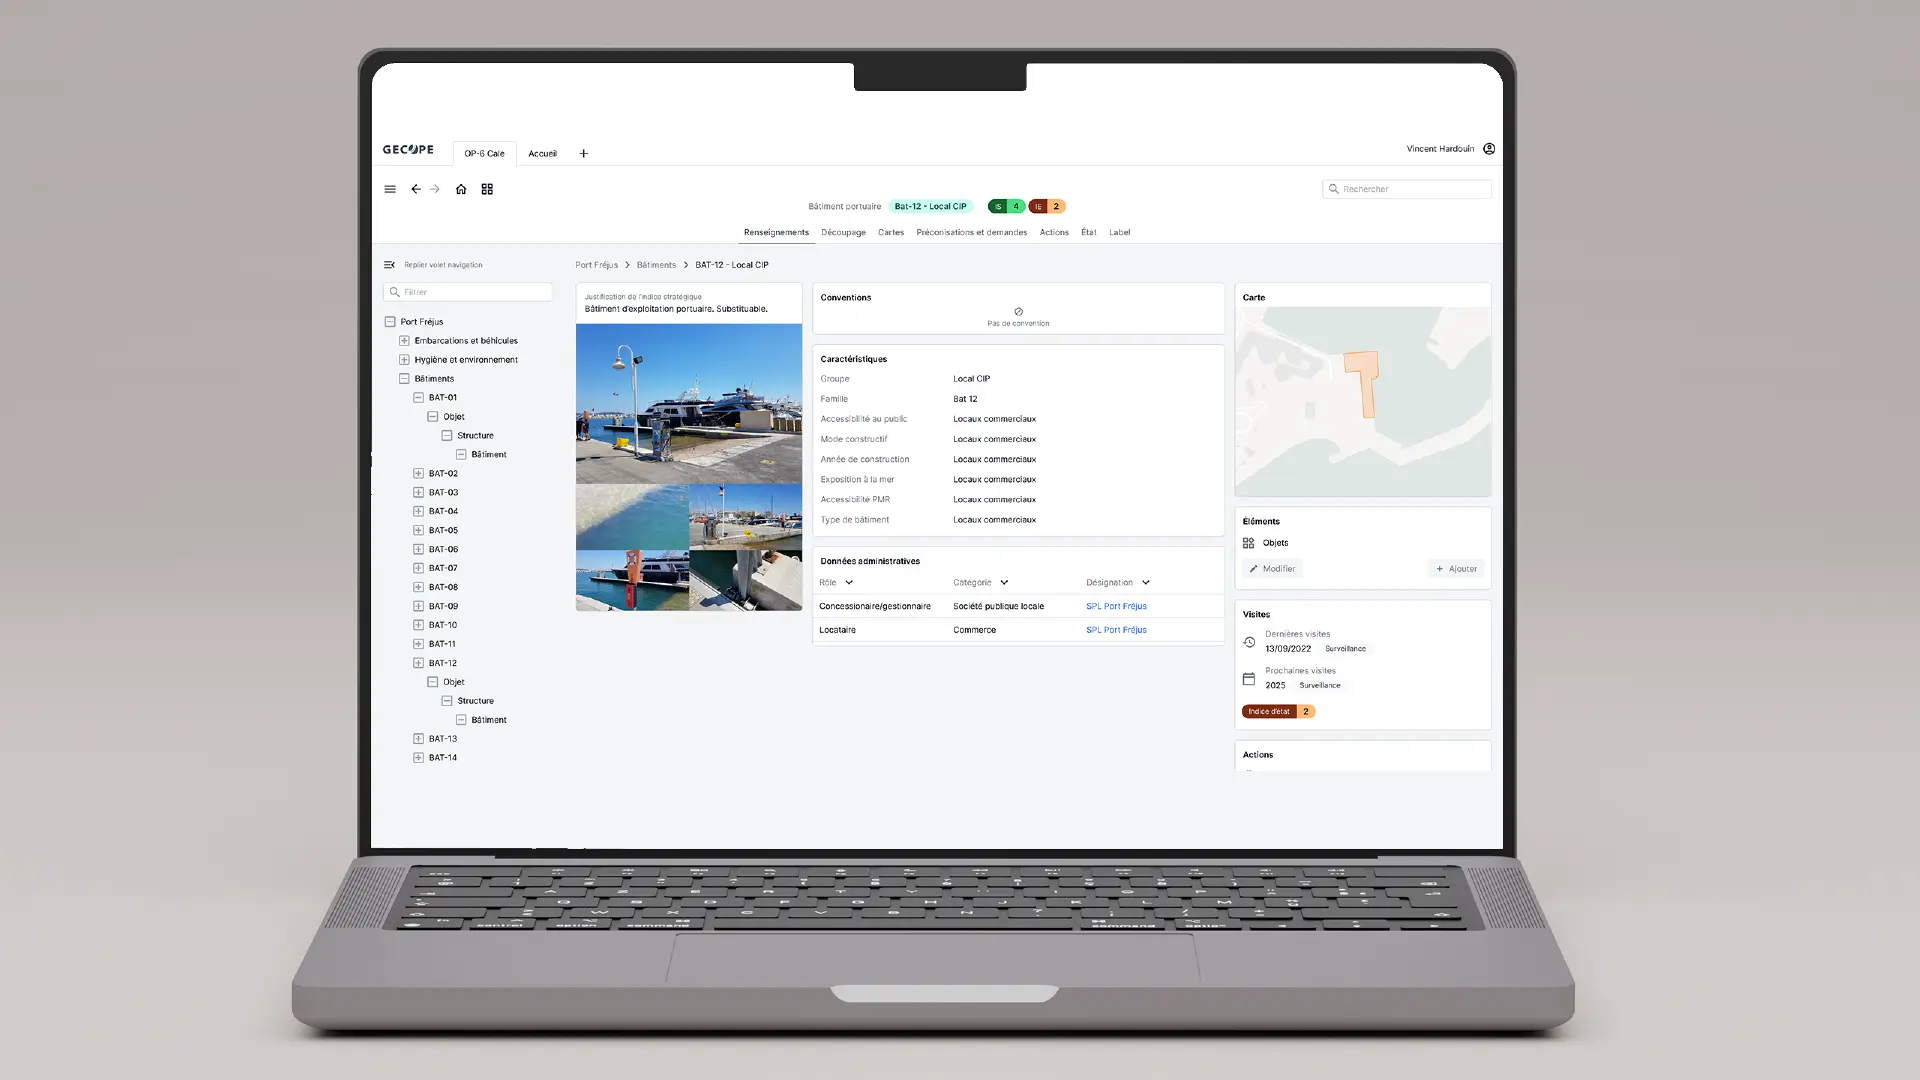 GECOPE
OP-6 Cale
Accueil
Vincent Hardouin
Rechercher
Bâtiment portuaire
Bat-12 - Local CIP
IS 4
IE 2
Renseignements
Découpage
Cartes
Préconisations et demandes
Actions
État
Label
Replier volet navigation
Filtrer
Port Fréjus
Embarcations et béhicules
Hygiène et environnement
Bâtiments
BAT-01
Objet
Structure
Bâtiment
BAT-02
BAT-03
BAT-04
BAT-05
BAT-06
BAT-07
BAT-08
BAT-09
BAT-10
BAT-11
BAT-12
Objet
Structure
Bâtiment
BAT-13
BAT-14
Port Fréjus > Bâtiments > BAT-12 - Local CIP
Justification de l'indice stratégique
Bâtiment d'exploitation portuaire. Substituable.
Conventions
Pas de convention
Caractéristiques
Groupe Local CIP
Famille Bat 12
Accessibilité au public Locaux commerciaux
Mode constructif Locaux commerciaux
Année de construction Locaux commerciaux
Exposition à la mer Locaux commerciaux
Accessibilité PMR Locaux commerciaux
Type de bâtiment Locaux commerciaux
Données administratives
Rôle Catégorie Désignation
Concessionaire/gestionnaire Société publique locale SPL Port Fréjus
Locataire Commerce SPL Port Fréjus
Carte
Éléments
Objets
Modifier
+ Ajouter
Visites
Dernières visites
13/09/2022 Surveillance
Prochaines visites
2025 Surveillance
Indice d'état 2
Actions
control option command command option